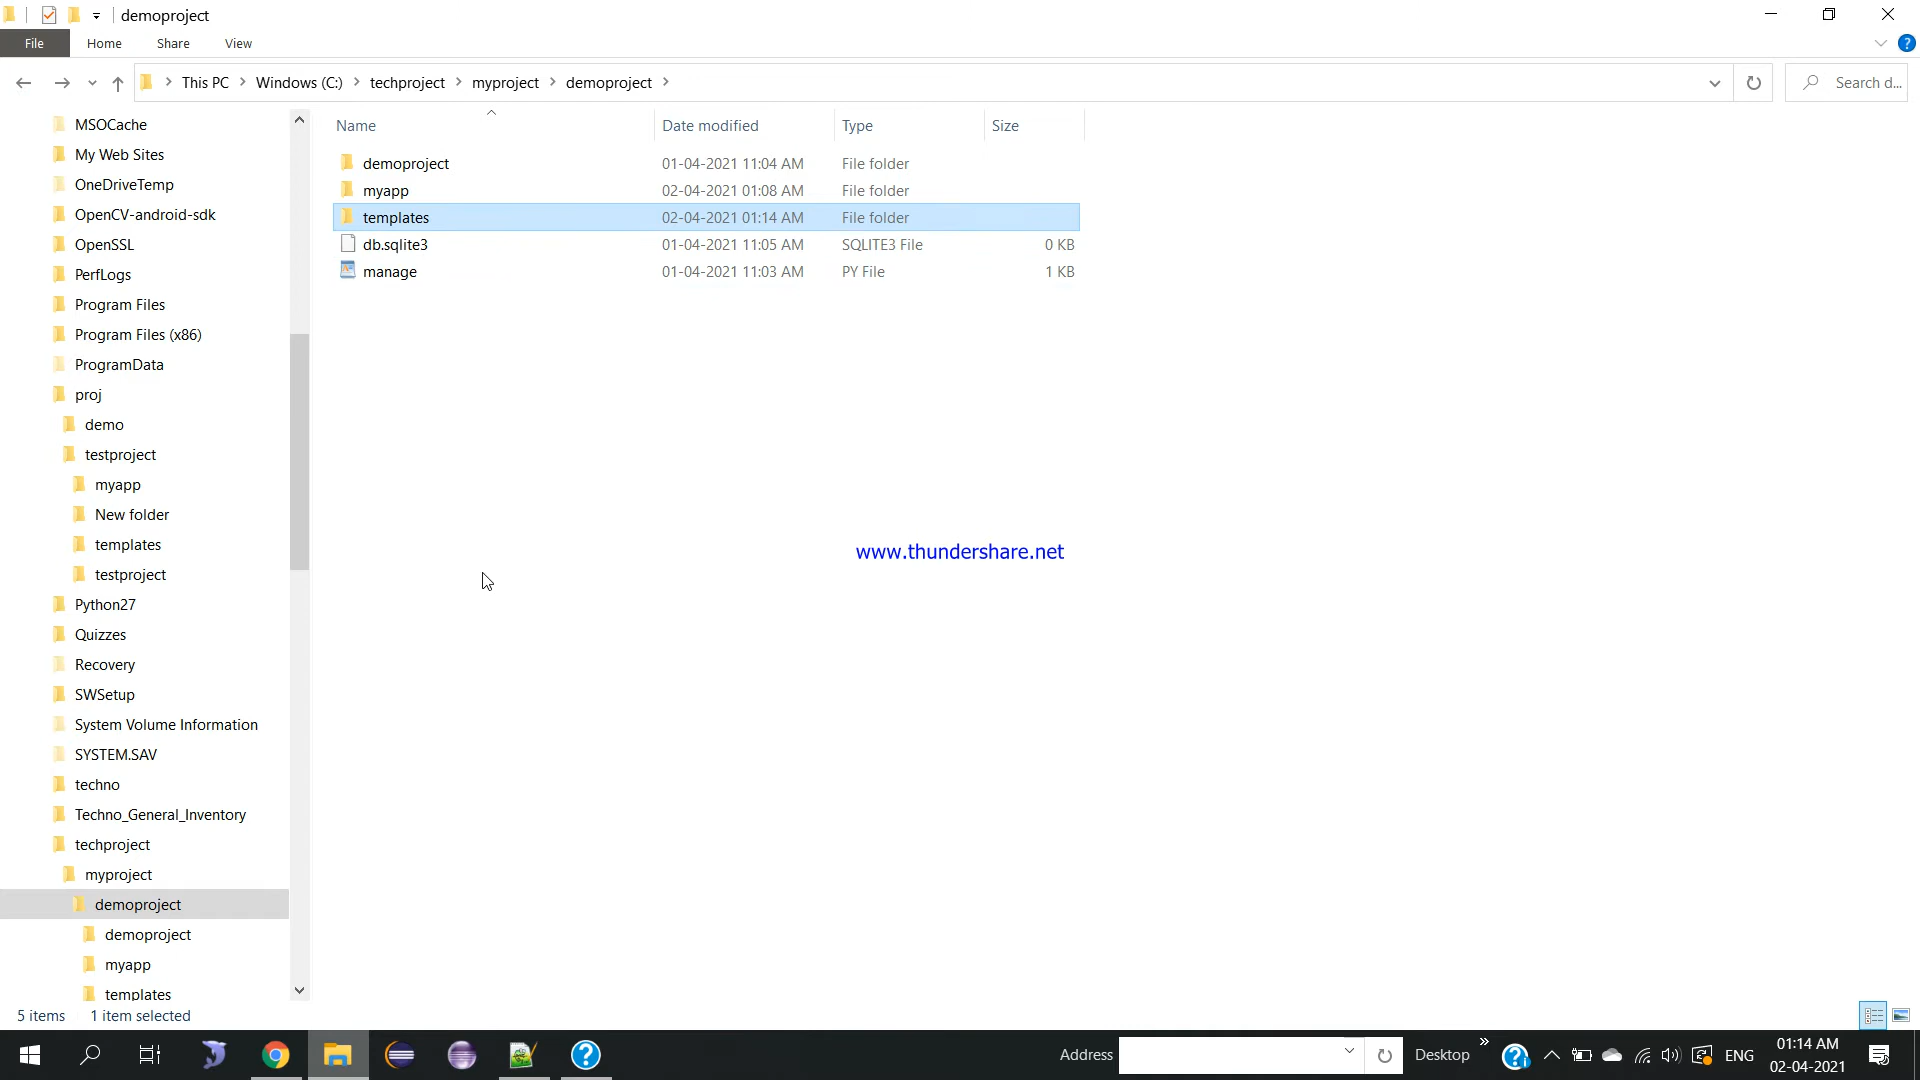 demoproject
File Home Share View
This PC Windows (C:) techproject myproject demoproject
Search d...
Name Date modified Type Size
demoproject 01-04-2021 11:04 AM File folder
myapp 02-04-2021 01:08 AM File folder
templates 02-04-2021 01:14 AM File folder
db.sqlite3 01-04-2021 11:05 AM SQLITE3 File 0 KB
manage 01-04-2021 11:03 AM PY File 1 KB
MSOCache
My Web Sites
OneDriveTemp
OpenCV-android-sdk
OpenSSL
PerfLogs
Program Files
Program Files (x86)
ProgramData
proj
demo
testproject
myapp
New folder
templates
testproject
Python27
Quizzes
Recovery
SWSetup
System Volume Information
SYSTEM.SAV
techno
Techno_General_Inventory
techproject
myproject
demoproject
demoproject
myapp
templates
www.thundershare.net
5 items 1 item selected
Address Desktop ENG 01:14 AM
02-04-2021